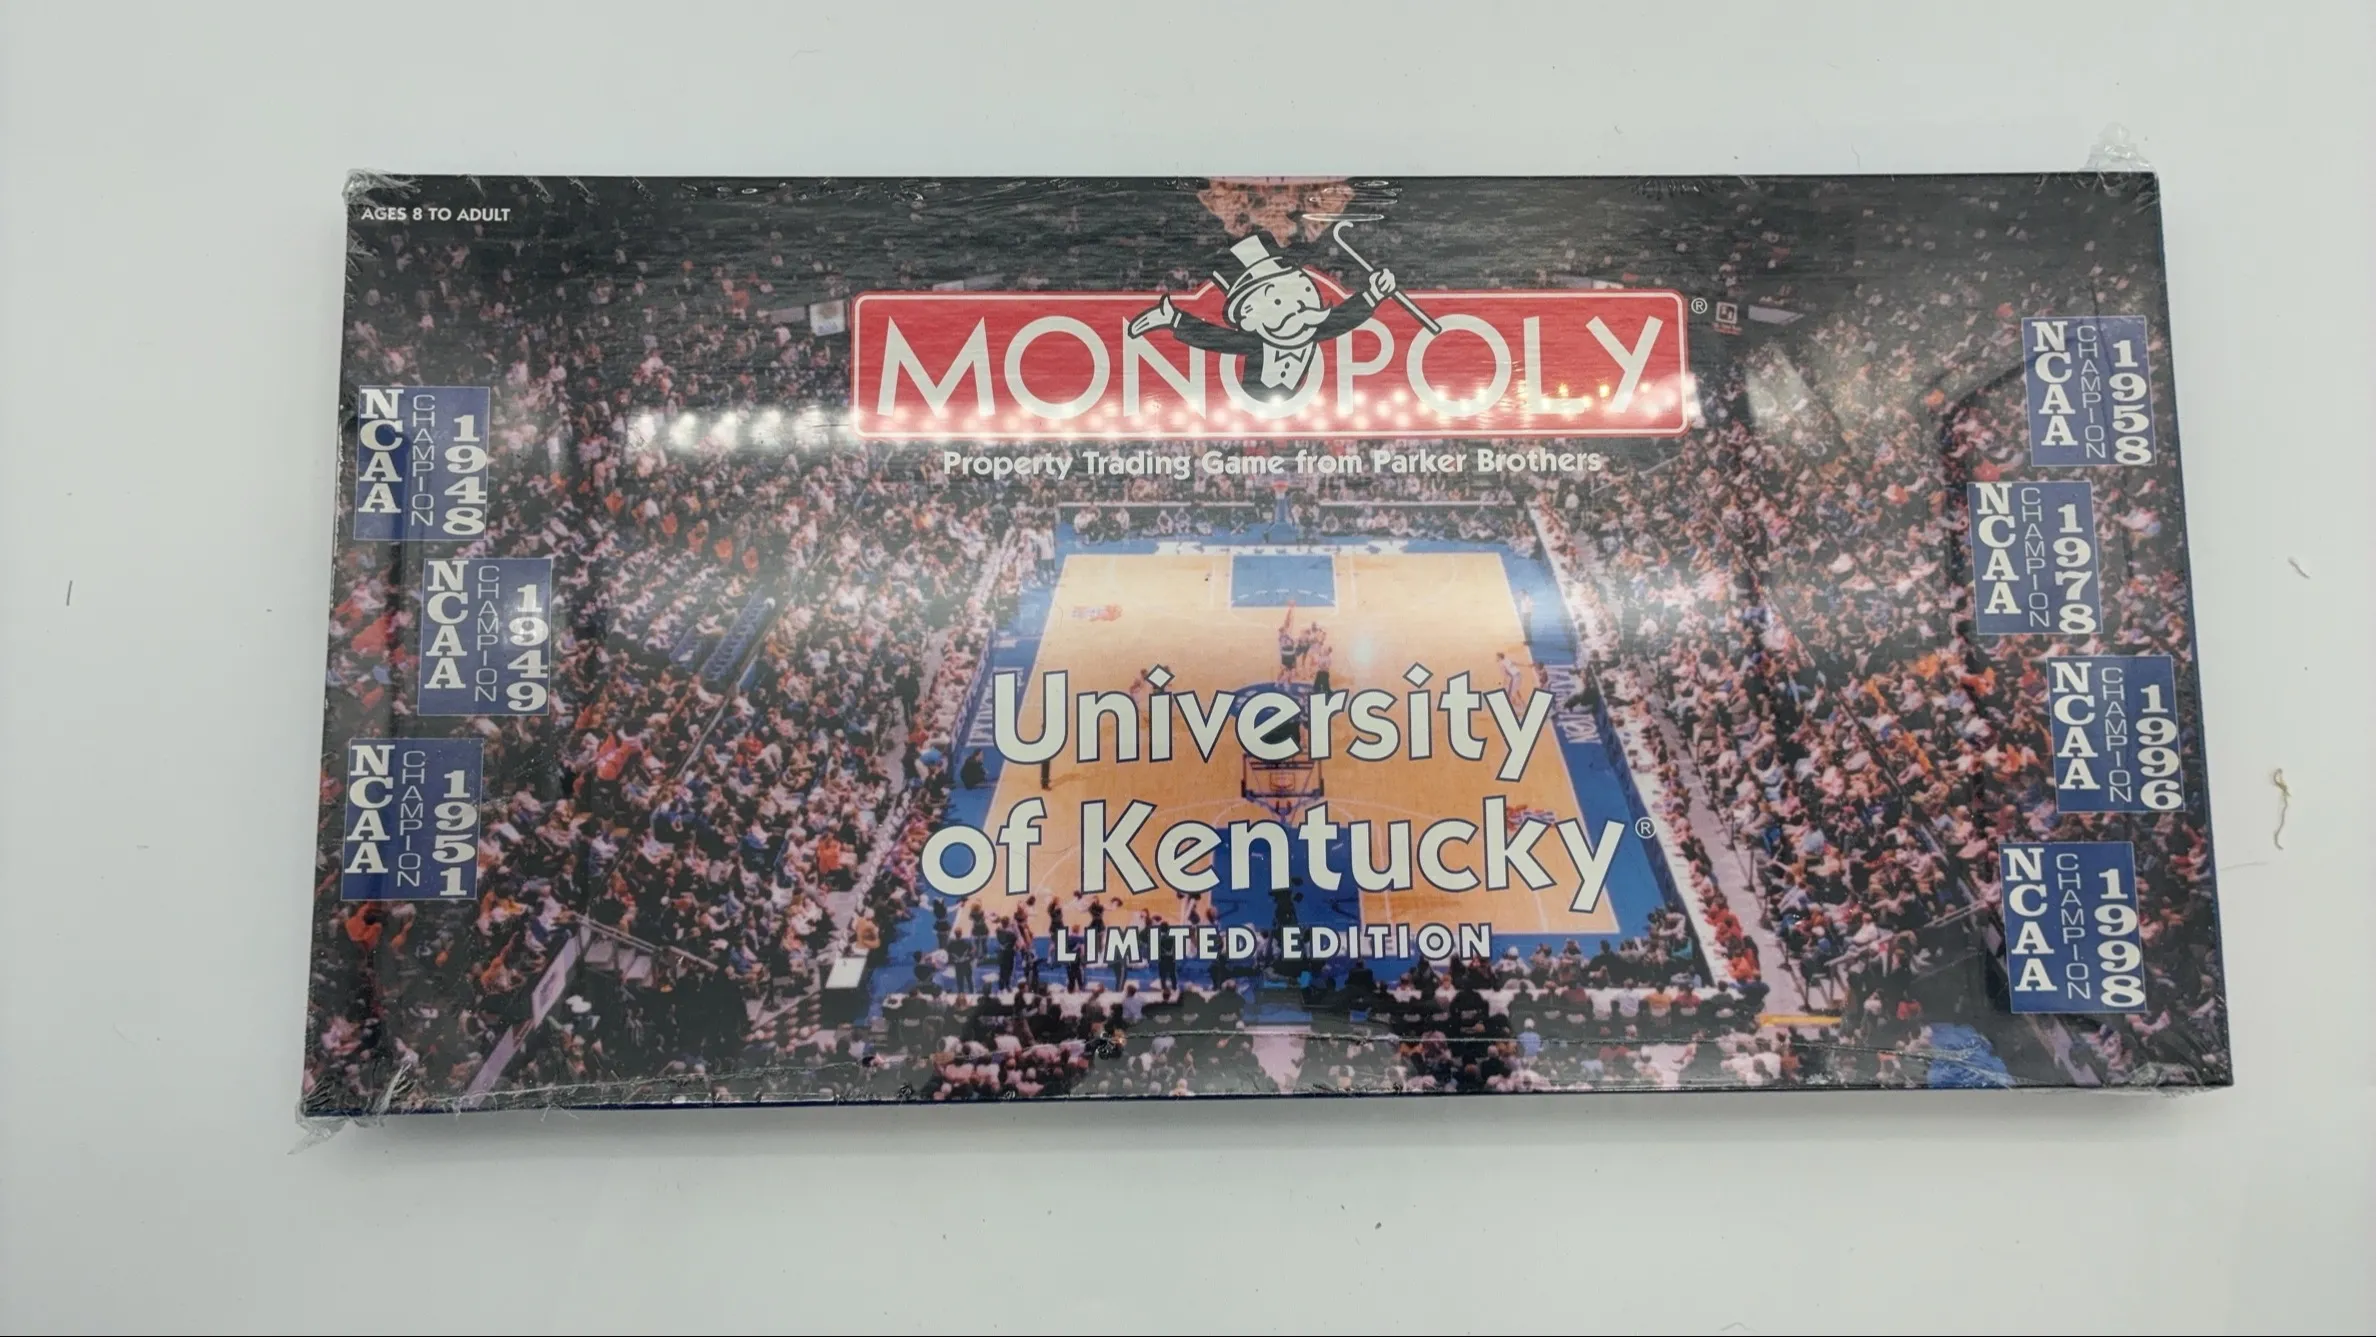 AGES 8 TO ADULT
MONOPOLY®
Property Trading Game from Parker Brothers
NCAA CHAMPION 1948
NCAA CHAMPION 1949
NCAA CHAMPION 1951
NCAA CHAMPION 1958
NCAA CHAMPION 1978
NCAA CHAMPION 1996
NCAA CHAMPION 1998
University
of Kentucky®
LIMITED EDITION